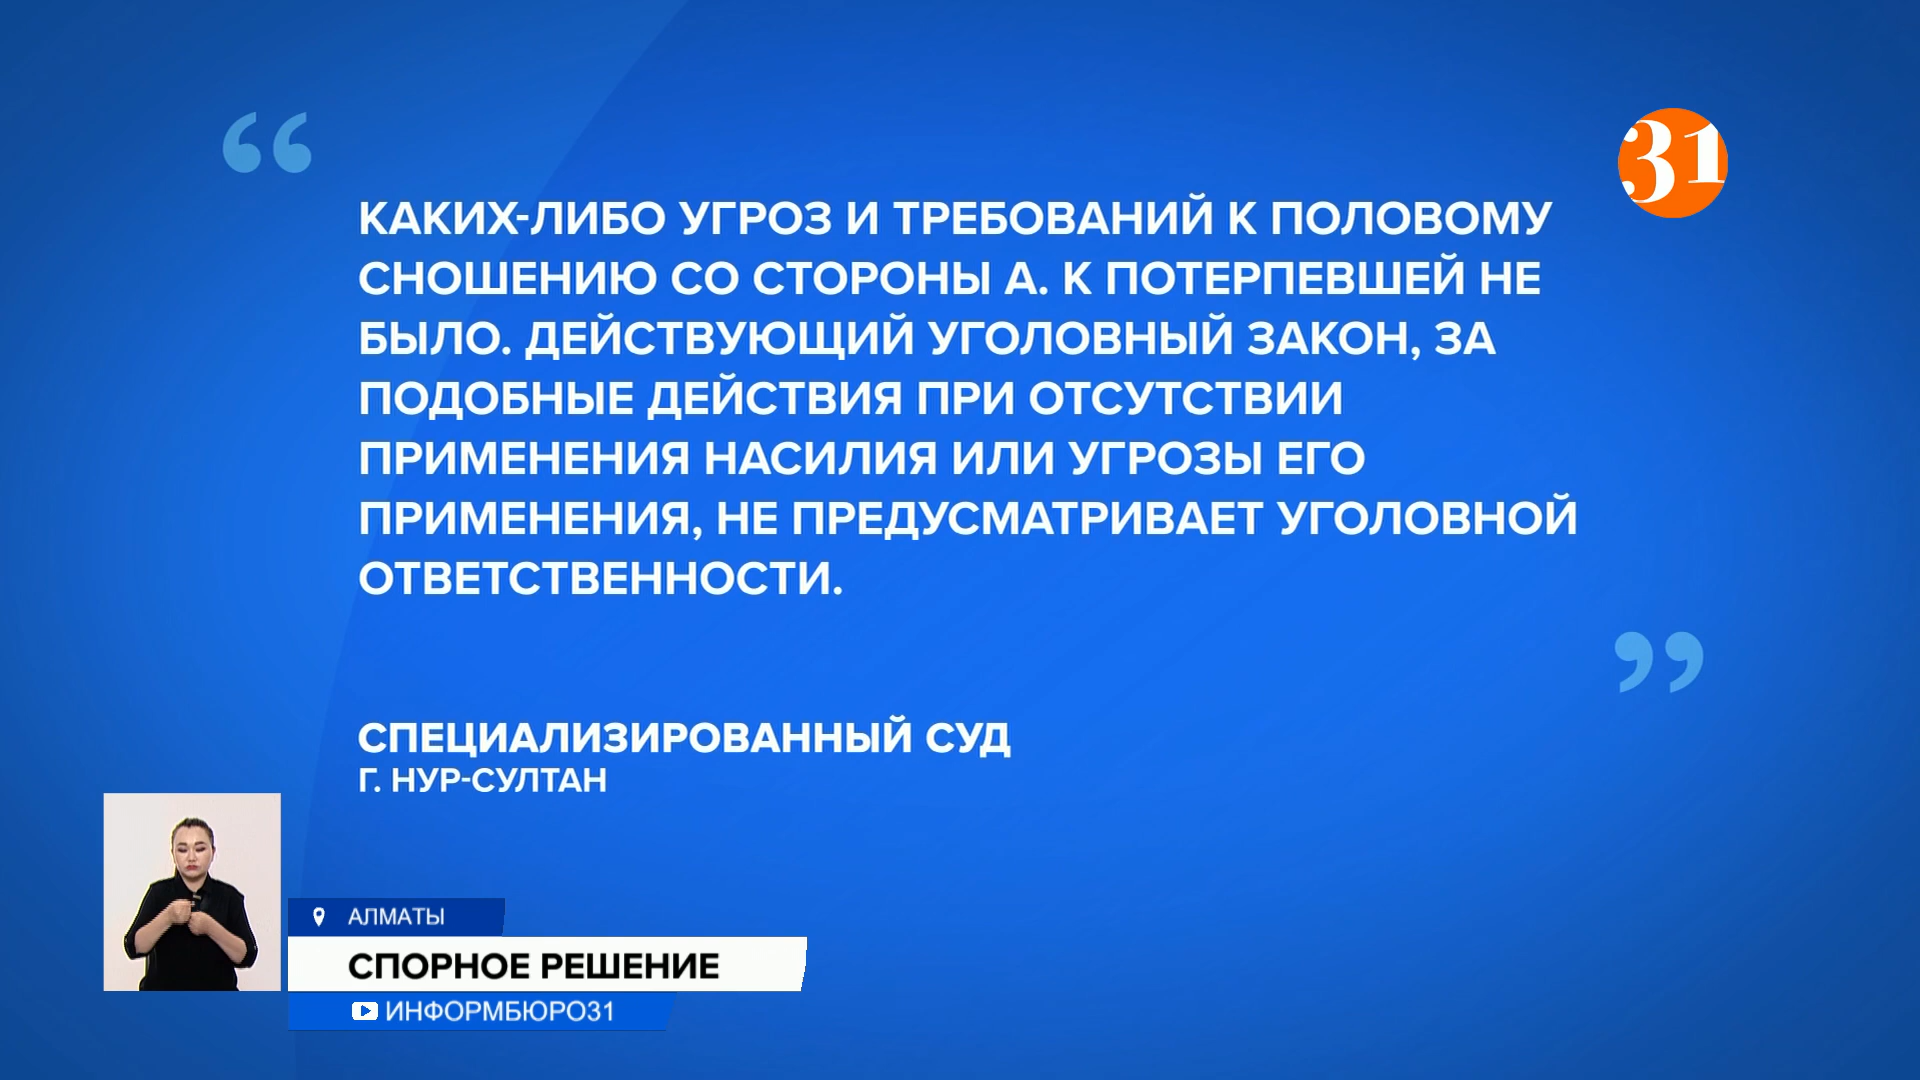 31
КАКИХ-ЛИБО УГРОЗ И ТРЕБОВАНИЙ К ПОЛОВОМУ
СНОШЕНИЮ СО СТОРОНЫ А. К ПОТЕРПЕВШЕЙ НЕ
БЫЛО. ДЕЙСТВУЮЩИЙ УГОЛОВНЫЙ ЗАКОН, ЗА
ПОДОБНЫЕ ДЕЙСТВИЯ ПРИ ОТСУТСТВИИ
ПРИМЕНЕНИЯ НАСИЛИЯ ИЛИ УГРОЗЫ ЕГО
ПРИМЕНЕНИЯ, НЕ ПРЕДУСМАТРИВАЕТ УГОЛОВНОЙ
ОТВЕТСТВЕННОСТИ.
СПЕЦИАЛИЗИРОВАННЫЙ СУД
Г. НУР-СУЛТАН
АЛМАТЫ
СПОРНОЕ РЕШЕНИЕ
ИНФОРМБЮРО31